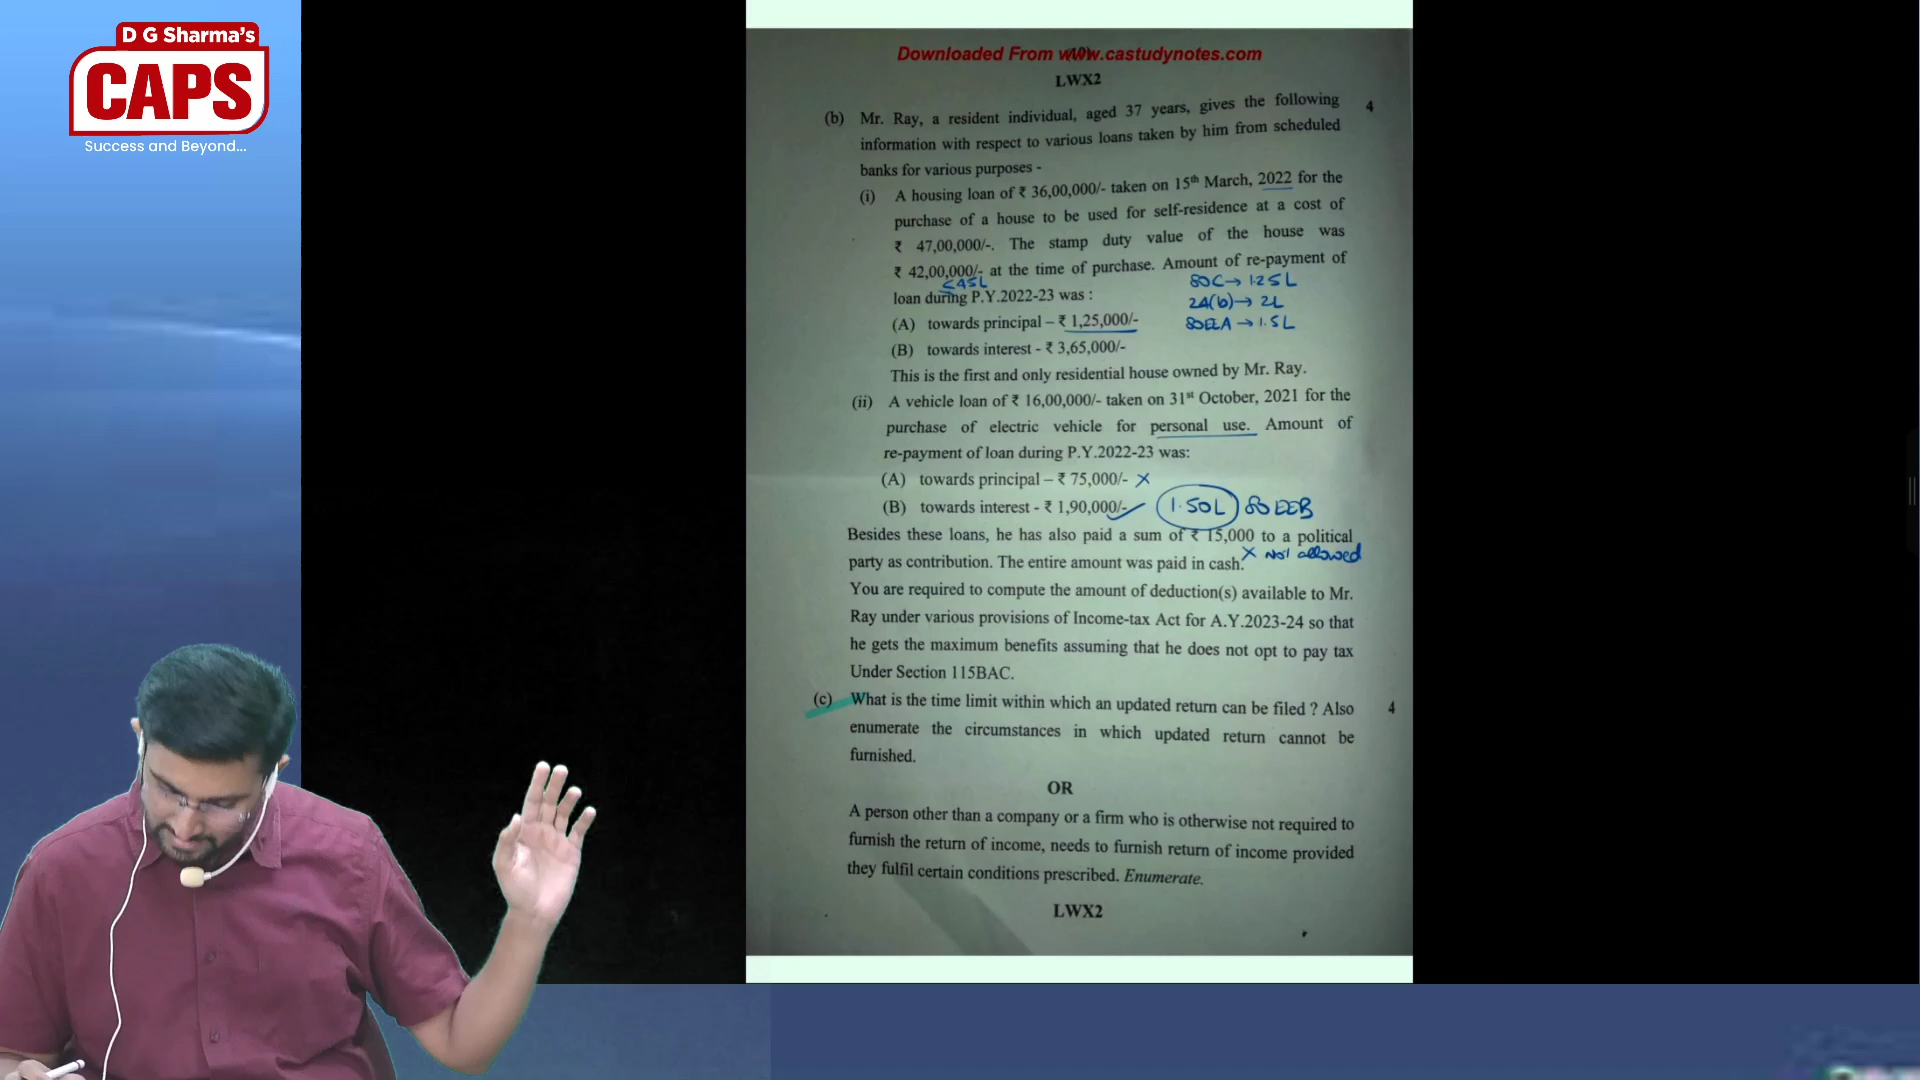 D G Sharma's
CAPS
Success and Beyond...
Downloaded From www.castudynotes.com
LWX2
(b) Mr. Ray, a resident individual, aged 37 years, gives the following 4
information with respect to various loans taken by him from scheduled
banks for various purposes -
(i) A housing loan of ₹ 36,00,000/- taken on 15th March, 2022 for the
purchase of a house to be used for self-residence at a cost of
₹ 47,00,000/-. The stamp duty value of the house was
₹ 42,00,000/- at the time of purchase. Amount of re-payment of
≤45L 80C → 1.25L
loan during P.Y.2022-23 was :
24(b) → 2L
(A) towards principal – ₹ 1,25,000/- 80EEA → 1.5L
(B) towards interest - ₹ 3,65,000/-
This is the first and only residential house owned by Mr. Ray.
(ii) A vehicle loan of ₹ 16,00,000/- taken on 31st October, 2021 for the
purchase of electric vehicle for personal use. Amount of
re-payment of loan during P.Y.2022-23 was:
(A) towards principal – ₹ 75,000/- ×
(B) towards interest - ₹ 1,90,000/- ✓ 1.50L 80EEB
Besides these loans, he has also paid a sum of ₹ 15,000 to a political
party as contribution. The entire amount was paid in cash. × Not allowed
You are required to compute the amount of deduction(s) available to Mr.
Ray under various provisions of Income-tax Act for A.Y.2023-24 so that
he gets the maximum benefits assuming that he does not opt to pay tax
Under Section 115BAC.
(c) What is the time limit within which an updated return can be filed ? Also 4
enumerate the circumstances in which updated return cannot be
furnished.
OR
A person other than a company or a firm who is otherwise not required to
furnish the return of income, needs to furnish return of income provided
they fulfil certain conditions prescribed. Enumerate.
LWX2